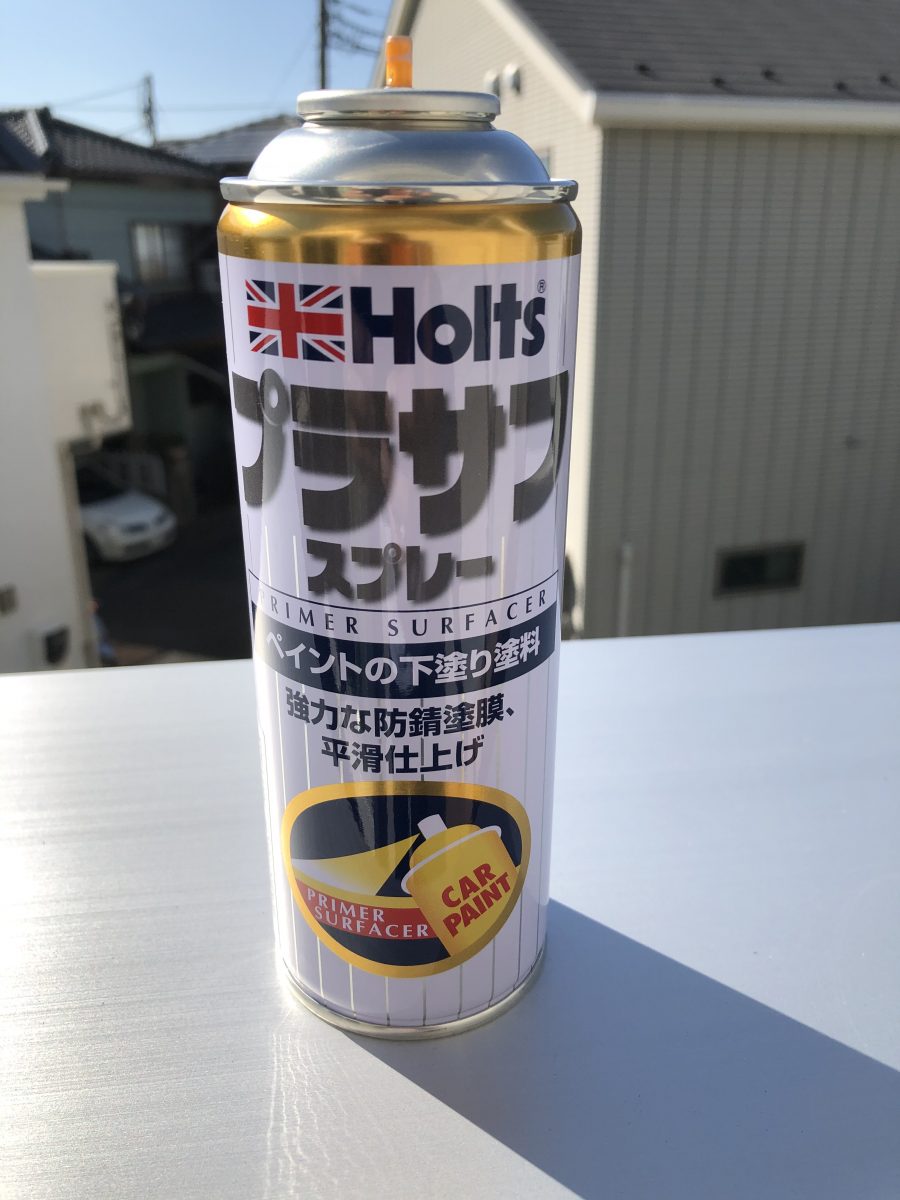 Holts®
プラサフ
スプレー
PRIMER SURFACER
ペイントの下塗り塗料
強力な防錆塗膜、
平滑仕上げ
PRIMER
SURFACER
CAR
PAINT